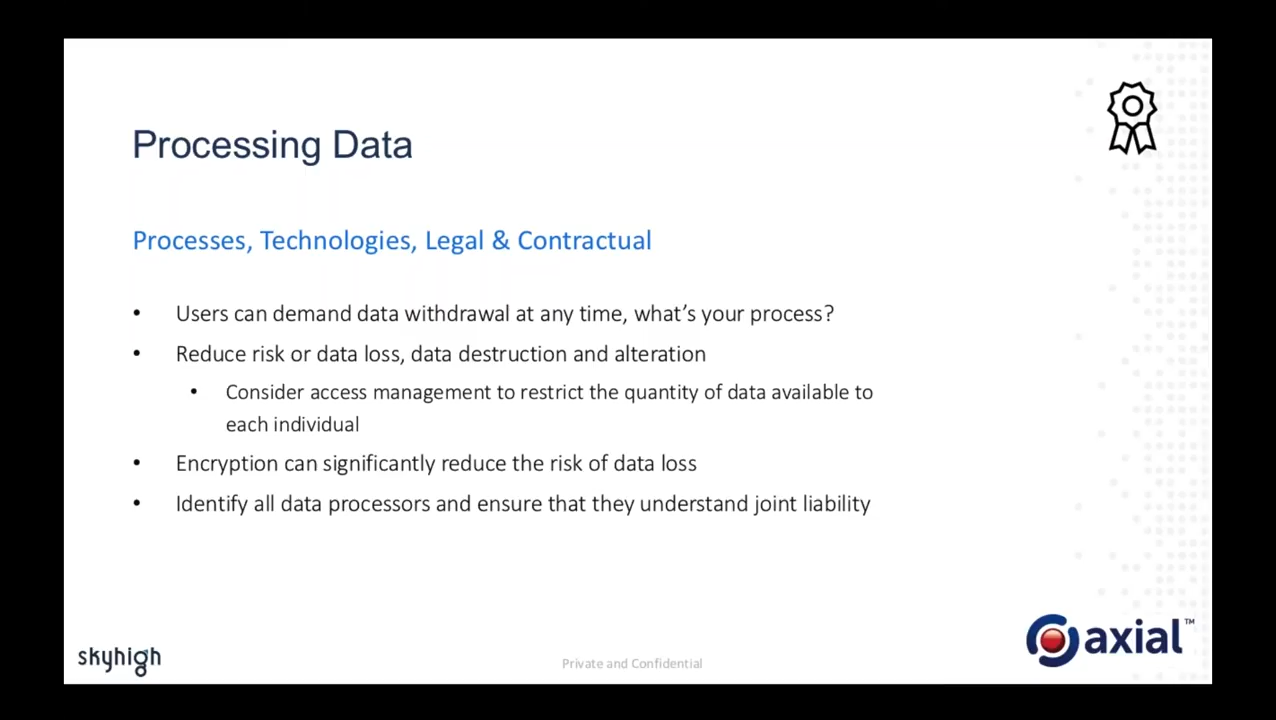 Processing Data
Processes, Technologies, Legal & Contractual
• Users can demand data withdrawal at any time, what's your process?
• Reduce risk or data loss, data destruction and alteration
• Consider access management to restrict the quantity of data available to
each individual
• Encryption can significantly reduce the risk of data loss
• Identify all data processors and ensure that they understand joint liability
skyhigh
Private and Confidential
axial™